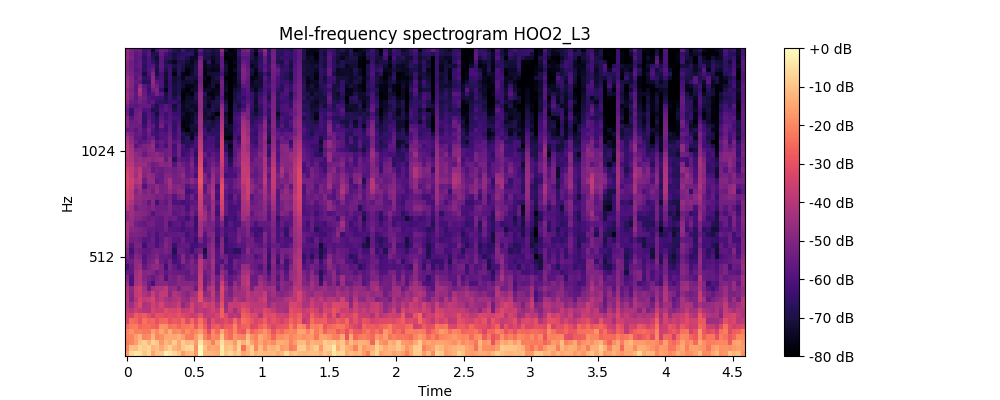 Mel-frequency spectrogram HOO2_L3
+0 dB
-10 dB
-20 dB
-30 dB
-40 dB
-50 dB
-60 dB
-70 dB
-80 dB
1024
512
Hz
0 0.5 1 1.5 2 2.5 3 3.5 4 4.5
Time